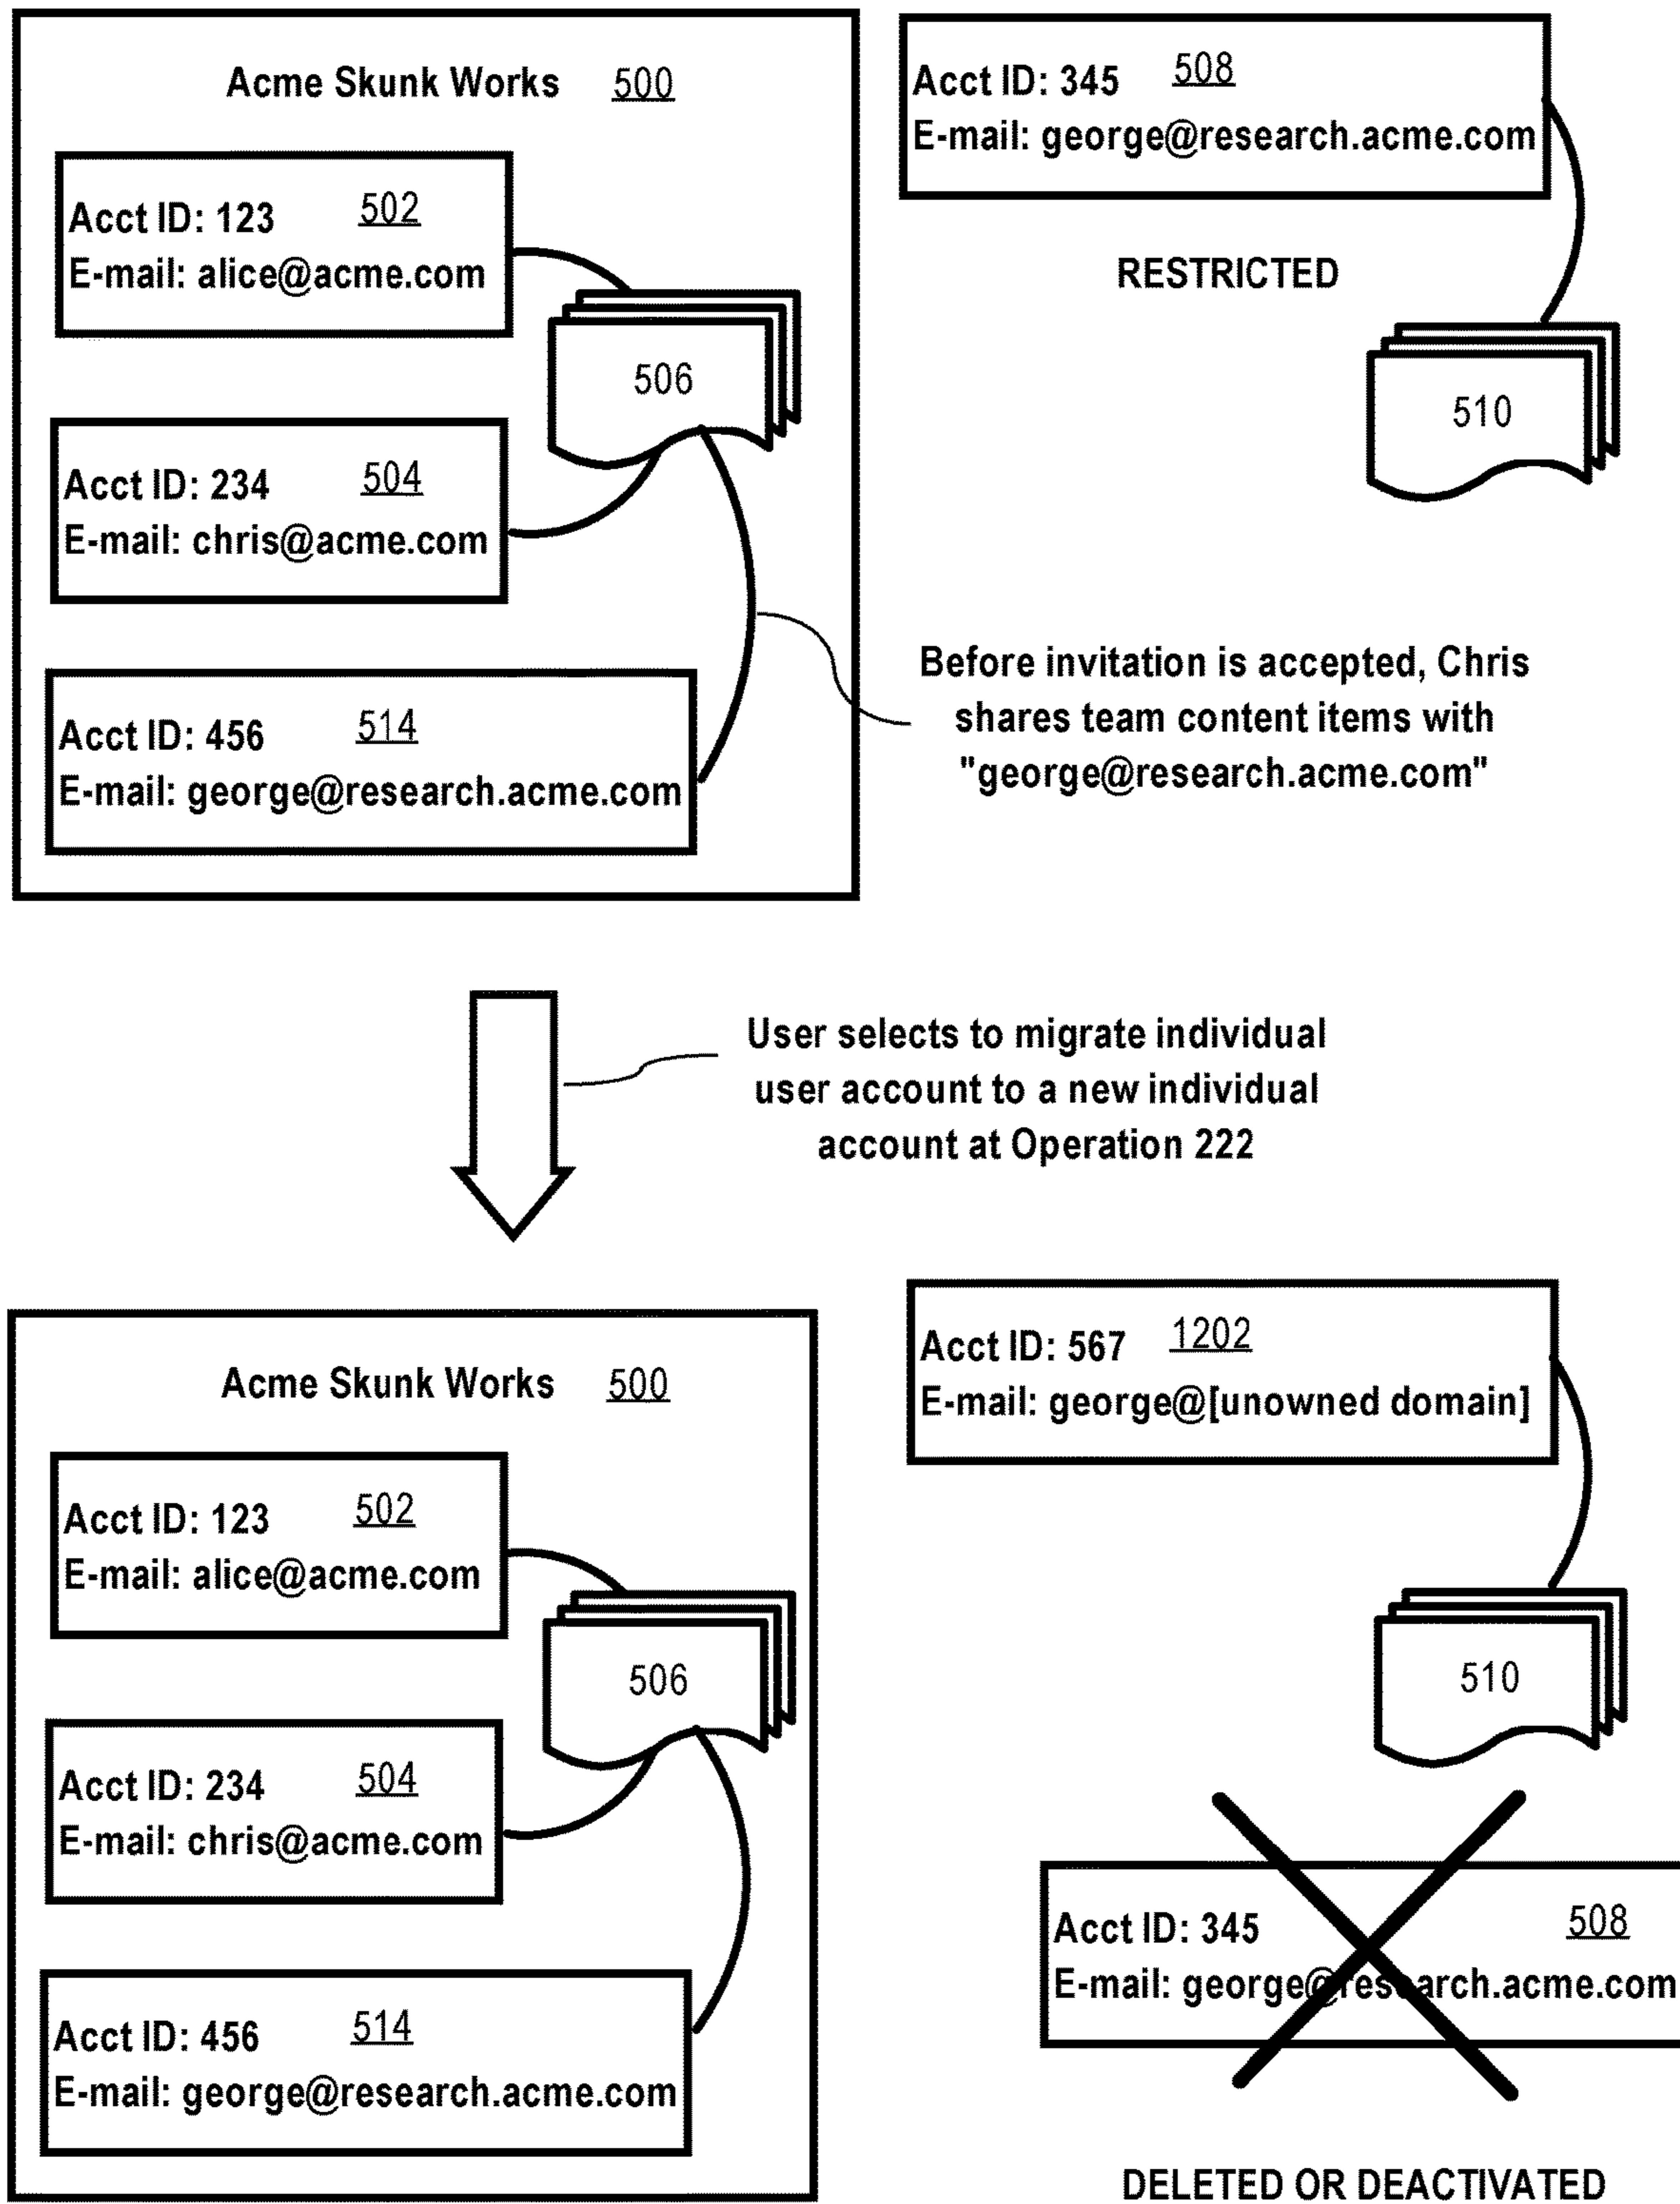 Acme Skunk Works 500
Acct ID: 123 502
E-mail: alice@acme.com
506
Acct ID: 234 504
E-mail: chris@acme.com
Acct ID: 456 514
E-mail: george@research.acme.com
Acct ID: 345 508
E-mail: george@research.acme.com
RESTRICTED
510
Before invitation is accepted, Chris
shares team content items with
"george@research.acme.com"
User selects to migrate individual
user account to a new individual
account at Operation 222
Acme Skunk Works 500
Acct ID: 123 502
E-mail: alice@acme.com
506
Acct ID: 234 504
E-mail: chris@acme.com
Acct ID: 456 514
E-mail: george@research.acme.com
Acct ID: 567 1202
E-mail: george@[unowned domain]
510
Acct ID: 345 508
E-mail: george@research.acme.com
DELETED OR DEACTIVATED